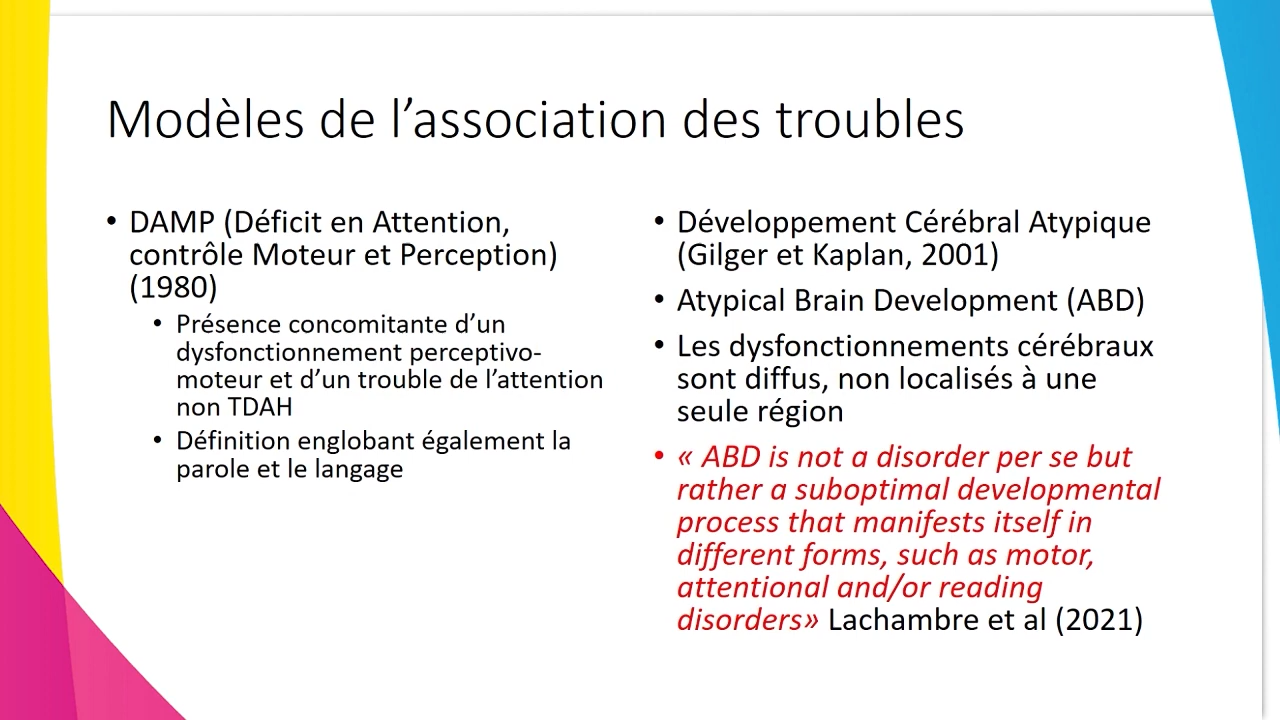 Modèles de l’association des troubles
• DAMP (Déficit en Attention,
contrôle Moteur et Perception)
(1980)
• Présence concomitante d’un
dysfonctionnement perceptivo-
moteur et d’un trouble de l’attention
non TDAH
• Définition englobant également la
parole et le langage
• Développement Cérébral Atypique
(Gilger et Kaplan, 2001)
• Atypical Brain Development (ABD)
• Les dysfonctionnements cérébraux
sont diffus, non localisés à une
seule région
• « ABD is not a disorder per se but
rather a suboptimal developmental
process that manifests itself in
different forms, such as motor,
attentional and/or reading
disorders» Lachambre et al (2021)